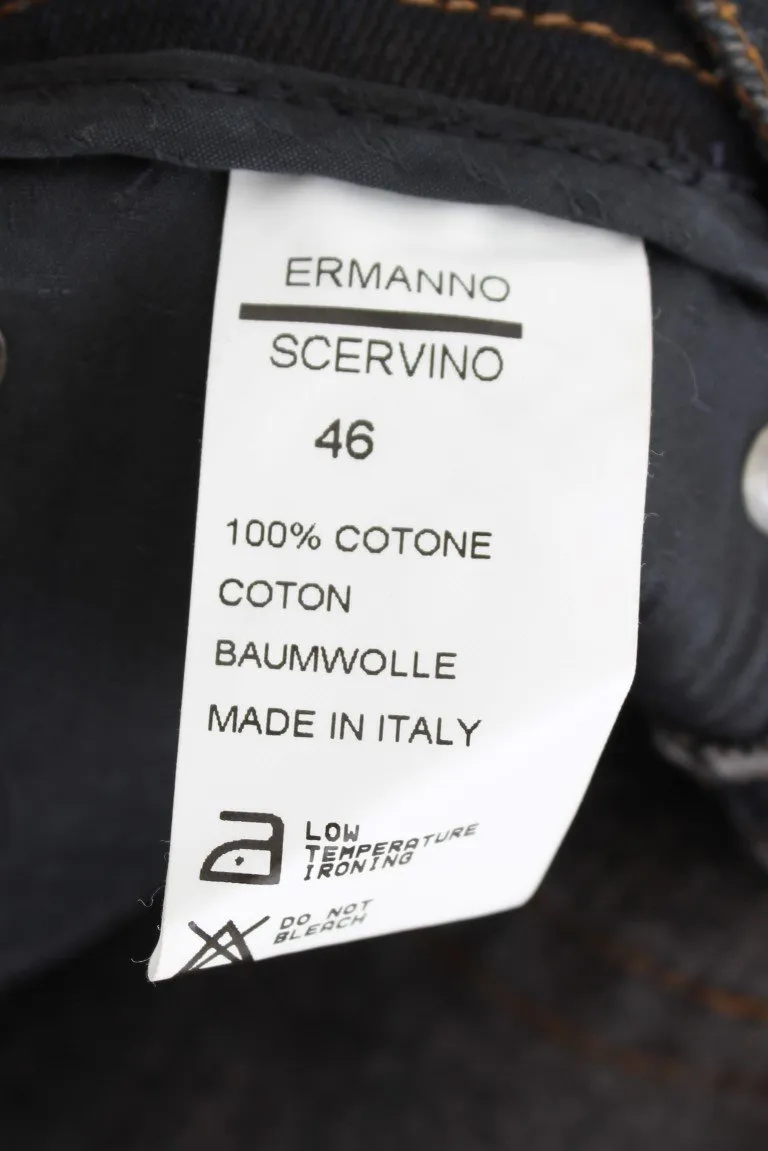 ERMANNO
SCERVINO
46
100% COTONE
COTON
BAUMWOLLE
MADE IN ITALY
LOW
TEMPERATURE
IRONING
DO NOT
BLEACH